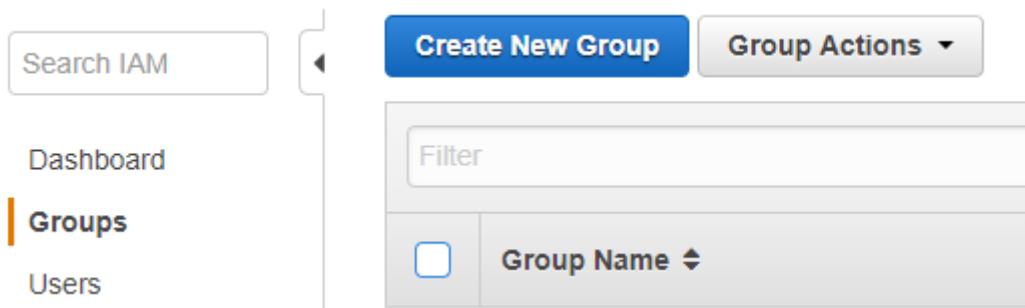 Search IAM
Dashboard
Groups
Users
Create New Group
Group Actions
Filter
Group Name